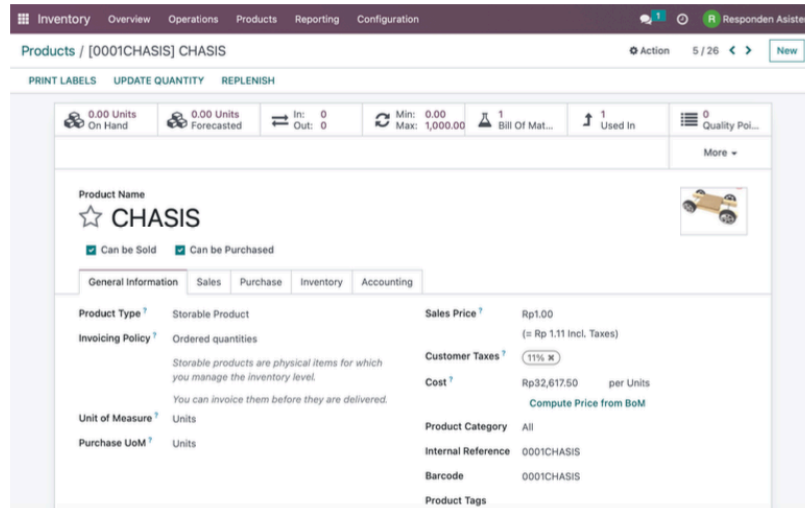 Inventory Overview Operations Products Reporting Configuration 1 R Responden Asiste
Products / [0001CHASIS] CHASIS Action 5 / 26 New
PRINT LABELS UPDATE QUANTITY REPLENISH
0.00 Units On Hand
0.00 Units Forecasted
In: 0
Out: 0
Min: 0.00
Max: 1,000.00
1 Bill Of Mat...
1 Used In
0 Quality Poi...
More
Product Name
CHASIS
Can be Sold Can be Purchased
General Information Sales Purchase Inventory Accounting
Product Type ? Storable Product
Invoicing Policy ? Ordered quantities
Storable products are physical items for which
you manage the inventory level.
You can invoice them before they are delivered.
Unit of Measure ? Units
Purchase UoM ? Units
Sales Price ? Rp1.00
(= Rp 1.11 Incl. Taxes)
Customer Taxes ? 11% ×
Cost ? Rp32,617.50 per Units
Compute Price from BoM
Product Category All
Internal Reference 0001CHASIS
Barcode 0001CHASIS
Product Tags